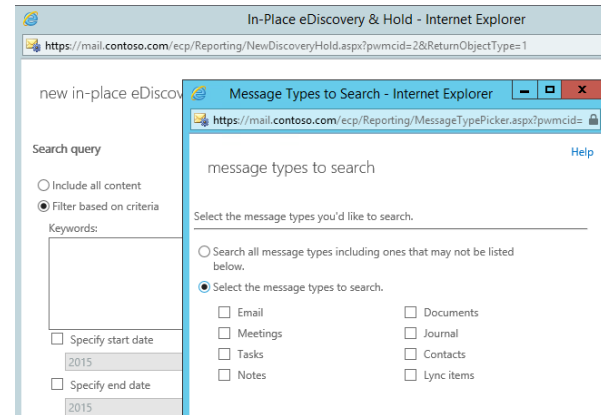 In-Place eDiscovery & Hold - Internet Explorer
https://mail.contoso.com/ecp/Reporting/NewDiscoveryHold.aspx?pwmcid=2&ReturnObjectType=1
new in-place eDiscov
Search query
Include all content
Filter based on criteria
Keywords:
Specify start date
2015
Specify end date
2015
Message Types to Search - Internet Explorer
https://mail.contoso.com/ecp/Reporting/MessageTypePicker.aspx?pwmcid=
Help
message types to search
Select the message types you'd like to search.
Search all message types including ones that may not be listed
below.
Select the message types to search.
Email
Documents
Meetings
Journal
Tasks
Contacts
Notes
Lync items